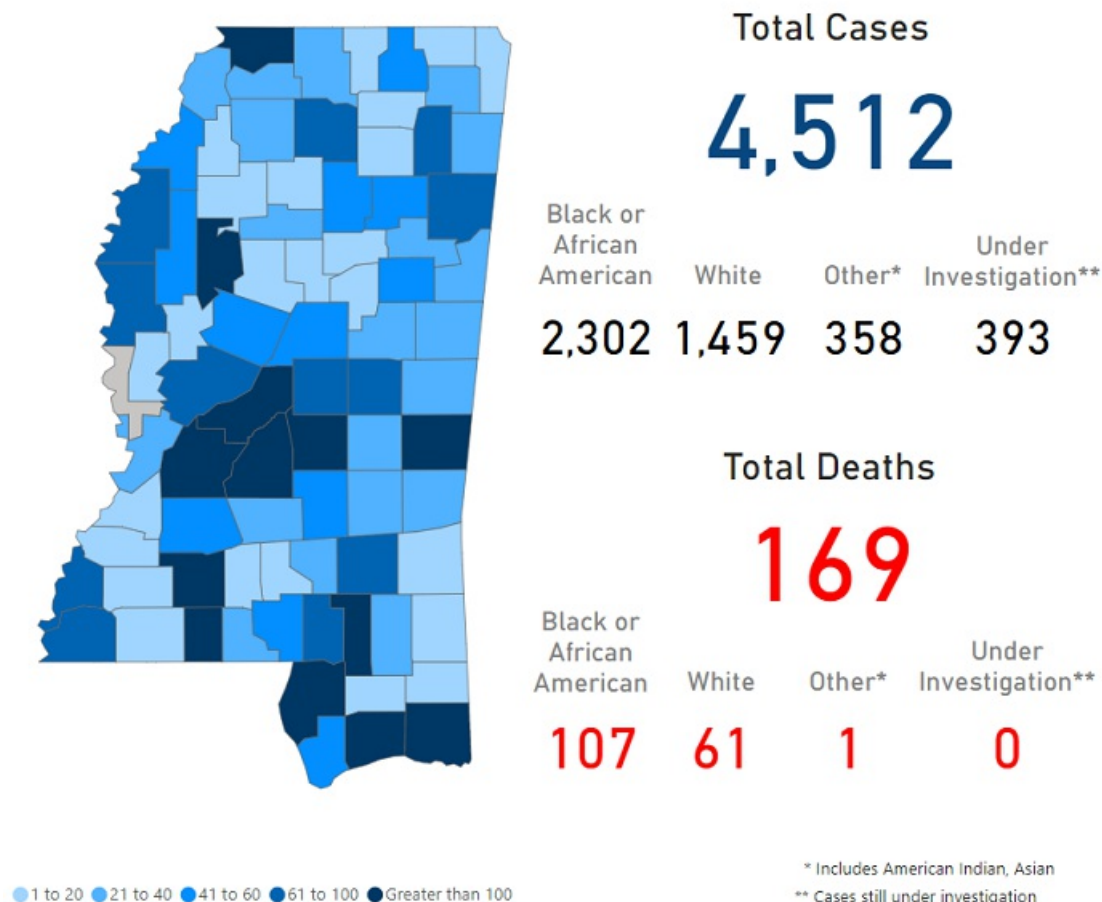 Total Cases
4,512
Black or
African
American
White
Other*
Under
Investigation**
2,302
1,459
358
393
Total Deaths
169
Black or
African
American
White
Other*
Under
Investigation**
107
61
1
0
1 to 20
21 to 40
41 to 60
61 to 100
Greater than 100
* Includes American Indian, Asian
** Cases still under investigation